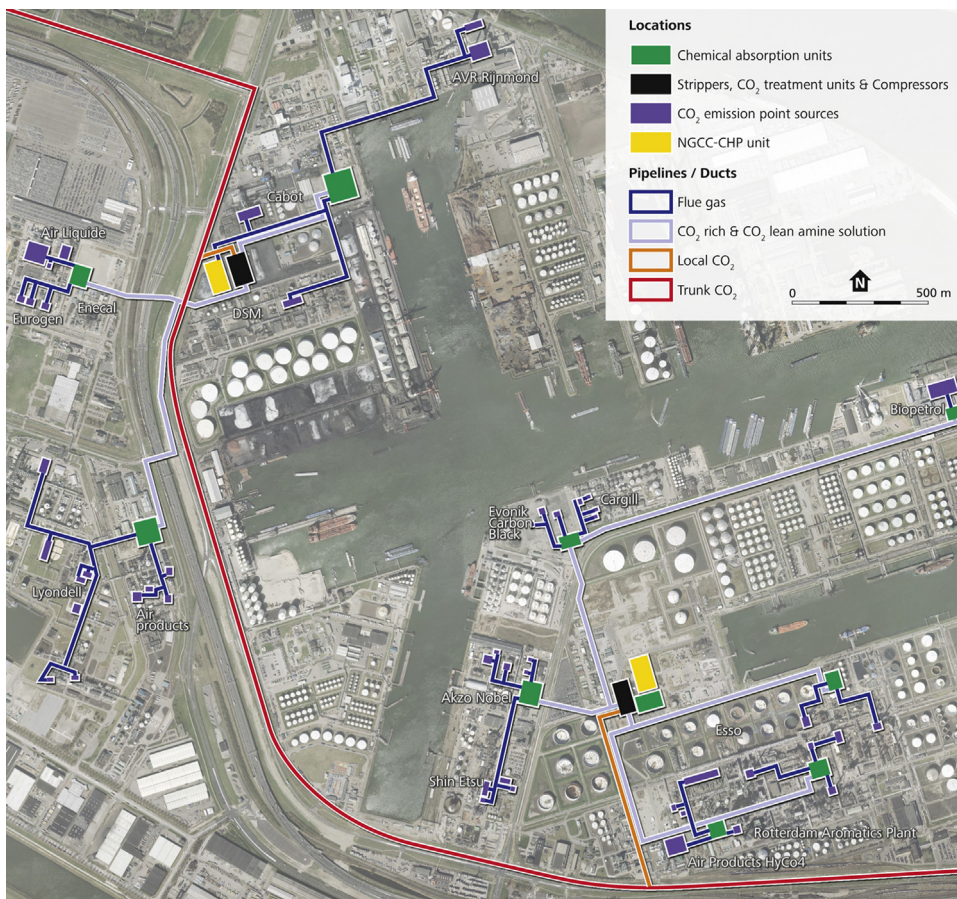 Locations
Chemical absorption units
Strippers, CO₂ treatment units & Compressors
CO₂ emission point sources
NGCC-CHP unit
Pipelines / Ducts
Flue gas
CO₂ rich & CO₂ lean amine solution
Local CO₂
Trunk CO₂
N
0 500 m
AVR Rijnmond
Cabot
Air Liquide
Enecal
Eurogen
DSM
Biopetrol
Cargill
Evonik
Carbon
Black
Lyondell
Air
products
Akzo Nobel
Esso
Shin Etsu
Rotterdam Aromatics Plant
Air Products HyCo4